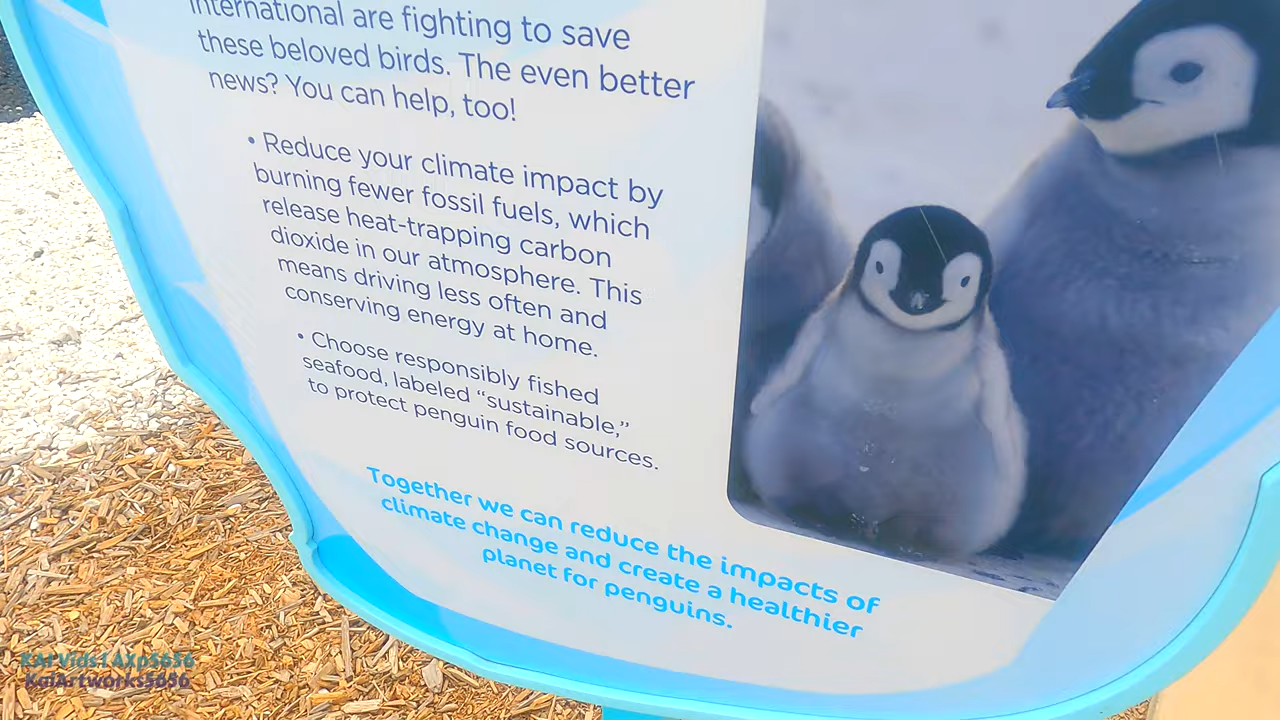 International are fighting to save
these beloved birds. The even better
news? You can help, too!
• Reduce your climate impact by
burning fewer fossil fuels, which
release heat-trapping carbon
dioxide in our atmosphere. This
means driving less often and
conserving energy at home.
• Choose responsibly fished
seafood, labeled “sustainable,”
to protect penguin food sources.
Together we can reduce the impacts of
climate change and create a healthier
planet for penguins.
KAIVids1AXp5656
KaiArtworks5656